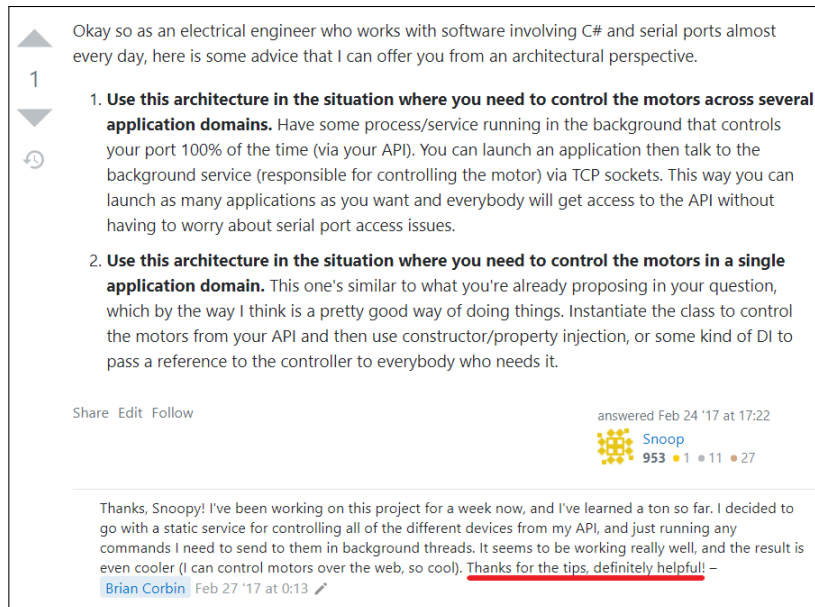 Okay so as an electrical engineer who works with software involving C# and serial ports almost
every day, here is some advice that I can offer you from an architectural perspective.
1
1. Use this architecture in the situation where you need to control the motors across several
application domains. Have some process/service running in the background that controls
your port 100% of the time (via your API). You can launch an application then talk to the
background service (responsible for controlling the motor) via TCP sockets. This way you can
launch as many applications as you want and everybody will get access to the API without
having to worry about serial port access issues.
2. Use this architecture in the situation where you need to control the motors in a single
application domain. This one's similar to what you're already proposing in your question,
which by the way I think is a pretty good way of doing things. Instantiate the class to control
the motors from your API and then use constructor/property injection, or some kind of DI to
pass a reference to the controller to everybody who needs it.
Share Edit Follow
answered Feb 24 '17 at 17:22
Snoop
953 ● 1 ● 11 ● 27
Thanks, Snoopy! I've been working on this project for a week now, and I've learned a ton so far. I decided to
go with a static service for controlling all of the different devices from my API, and just running any
commands I need to send to them in background threads. It seems to be working really well, and the result is
even cooler (I can control motors over the web, so cool). Thanks for the tips, definitely helpful! –
Brian Corbin Feb 27 '17 at 0:13